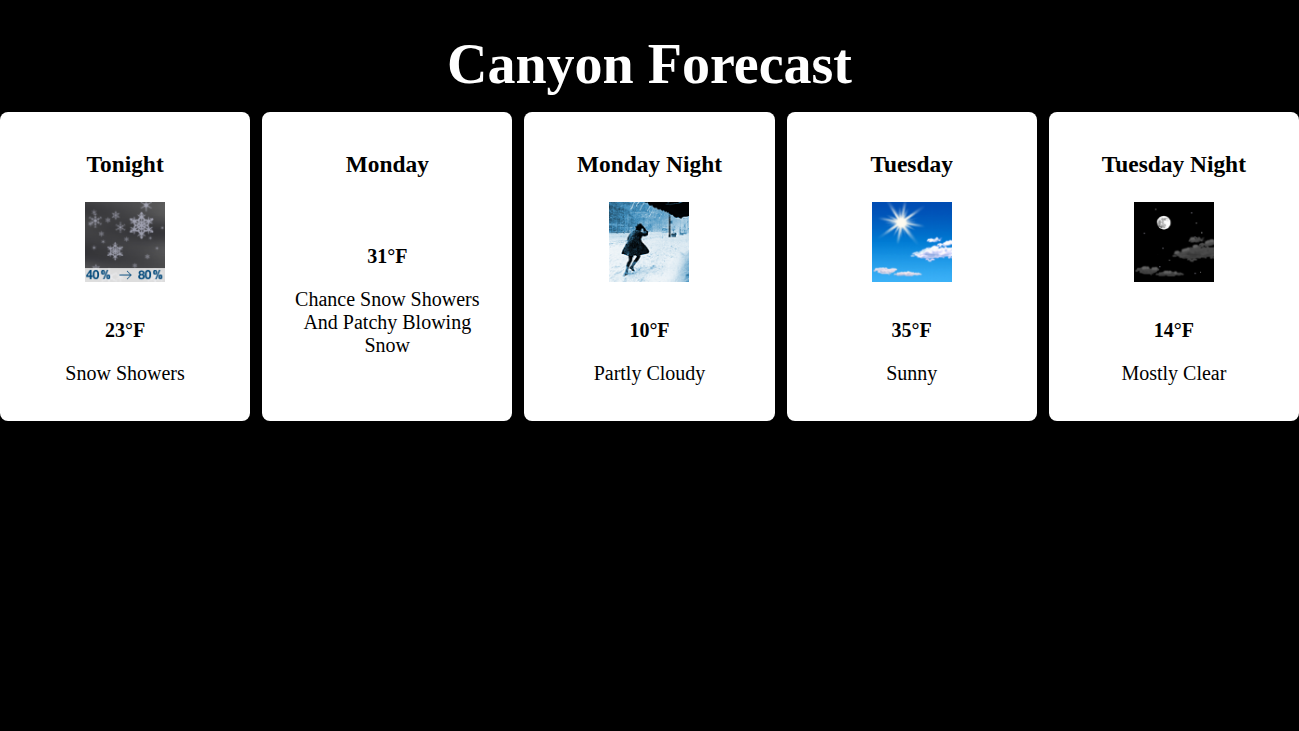 Canyon Forecast
Tonight
40% → 80%
23°F
Snow Showers
Monday
31°F
Chance Snow Showers
And Patchy Blowing
Snow
Monday Night
10°F
Partly Cloudy
Tuesday
35°F
Sunny
Tuesday Night
14°F
Mostly Clear